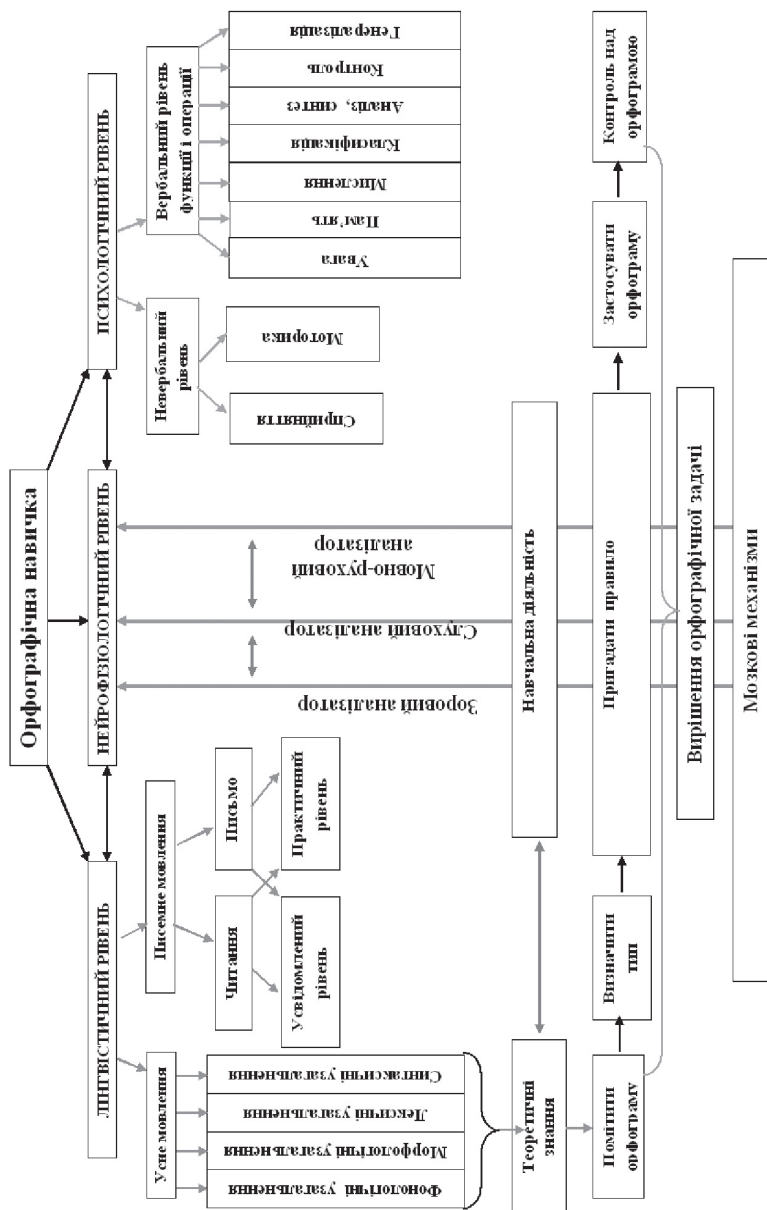 Орфографічна навичка
ЛІНГВІСТИЧНИЙ РІВЕНЬ
НЕЙРОФІЗІОЛОГІЧНИЙ РІВЕНЬ
ПСИХОЛОГІЧНИЙ РІВЕНЬ
Усне мовлення
Писемне мовлення
Невербальний
рівень
Вербальний рівень
функції і операції
Фонологічні узагальнення
Морфологічні узагальнення
Лексичні узагальнення
Синтаксичні узагальнення
Читання
Письмо
Усвідомлений
рівень
Практичний
рівень
Зоровий аналізатор
Слуховий аналізатор
Мовно-руховий
аналізатор
Сприйняття
Моторика
Увага
Пам'ять
Мислення
Класифікація
Аналіз, синтез
Контроль
Генералізація
Теоретичні
знання
Навчальна діяльність
Помітити
орфограму
Визначити
тип
Пригадати правило
Застосувати
орфограму
Контроль над
орфограмою
Вирішення орфографічної задачі
Мозкові механізми